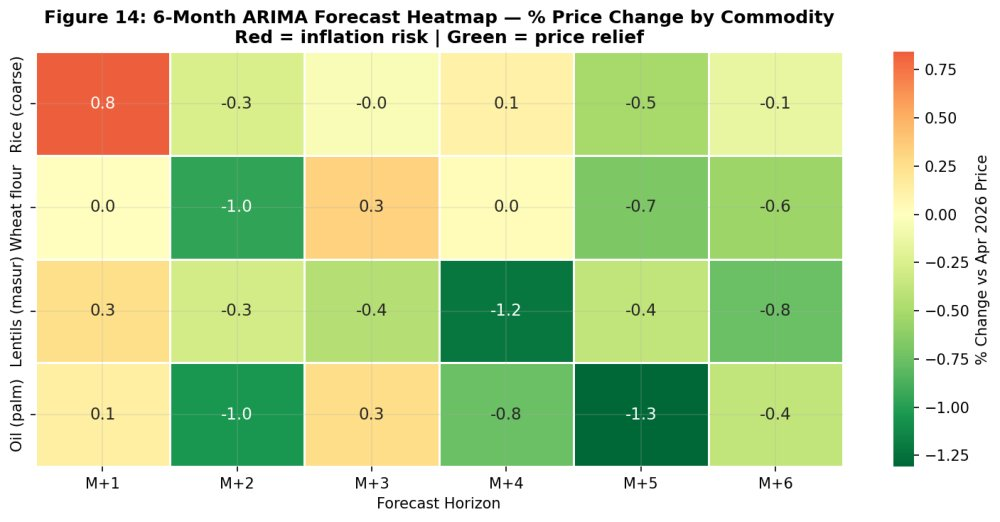 Figure 14: 6-Month ARIMA Forecast Heatmap — % Price Change by Commodity
Red = inflation risk | Green = price relief
Rice (coarse)
0.8 -0.3 -0.0 0.1 -0.5 -0.1
Wheat flour
0.0 -1.0 0.3 0.0 -0.7 -0.6
Lentils (masur)
0.3 -0.3 -0.4 -1.2 -0.4 -0.8
Oil (palm)
0.1 -1.0 0.3 -0.8 -1.3 -0.4
M+1 M+2 M+3 M+4 M+5 M+6
Forecast Horizon
0.75
0.50
0.25
0.00
−0.25
−0.50
−0.75
−1.00
−1.25
% Change vs Apr 2026 Price